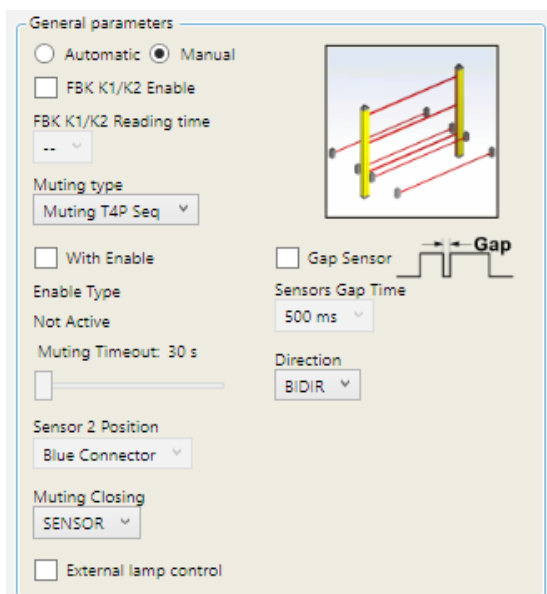 General parameters
Automatic Manual
FBK K1/K2 Enable
FBK K1/K2 Reading time
--
Muting type
Muting T4P Seq
With Enable
Gap Sensor
Gap
Enable Type
Sensors Gap Time
Not Active
500 ms
Muting Timeout: 30 s
Direction
BIDIR
Sensor 2 Position
Blue Connector
Muting Closing
SENSOR
External lamp control